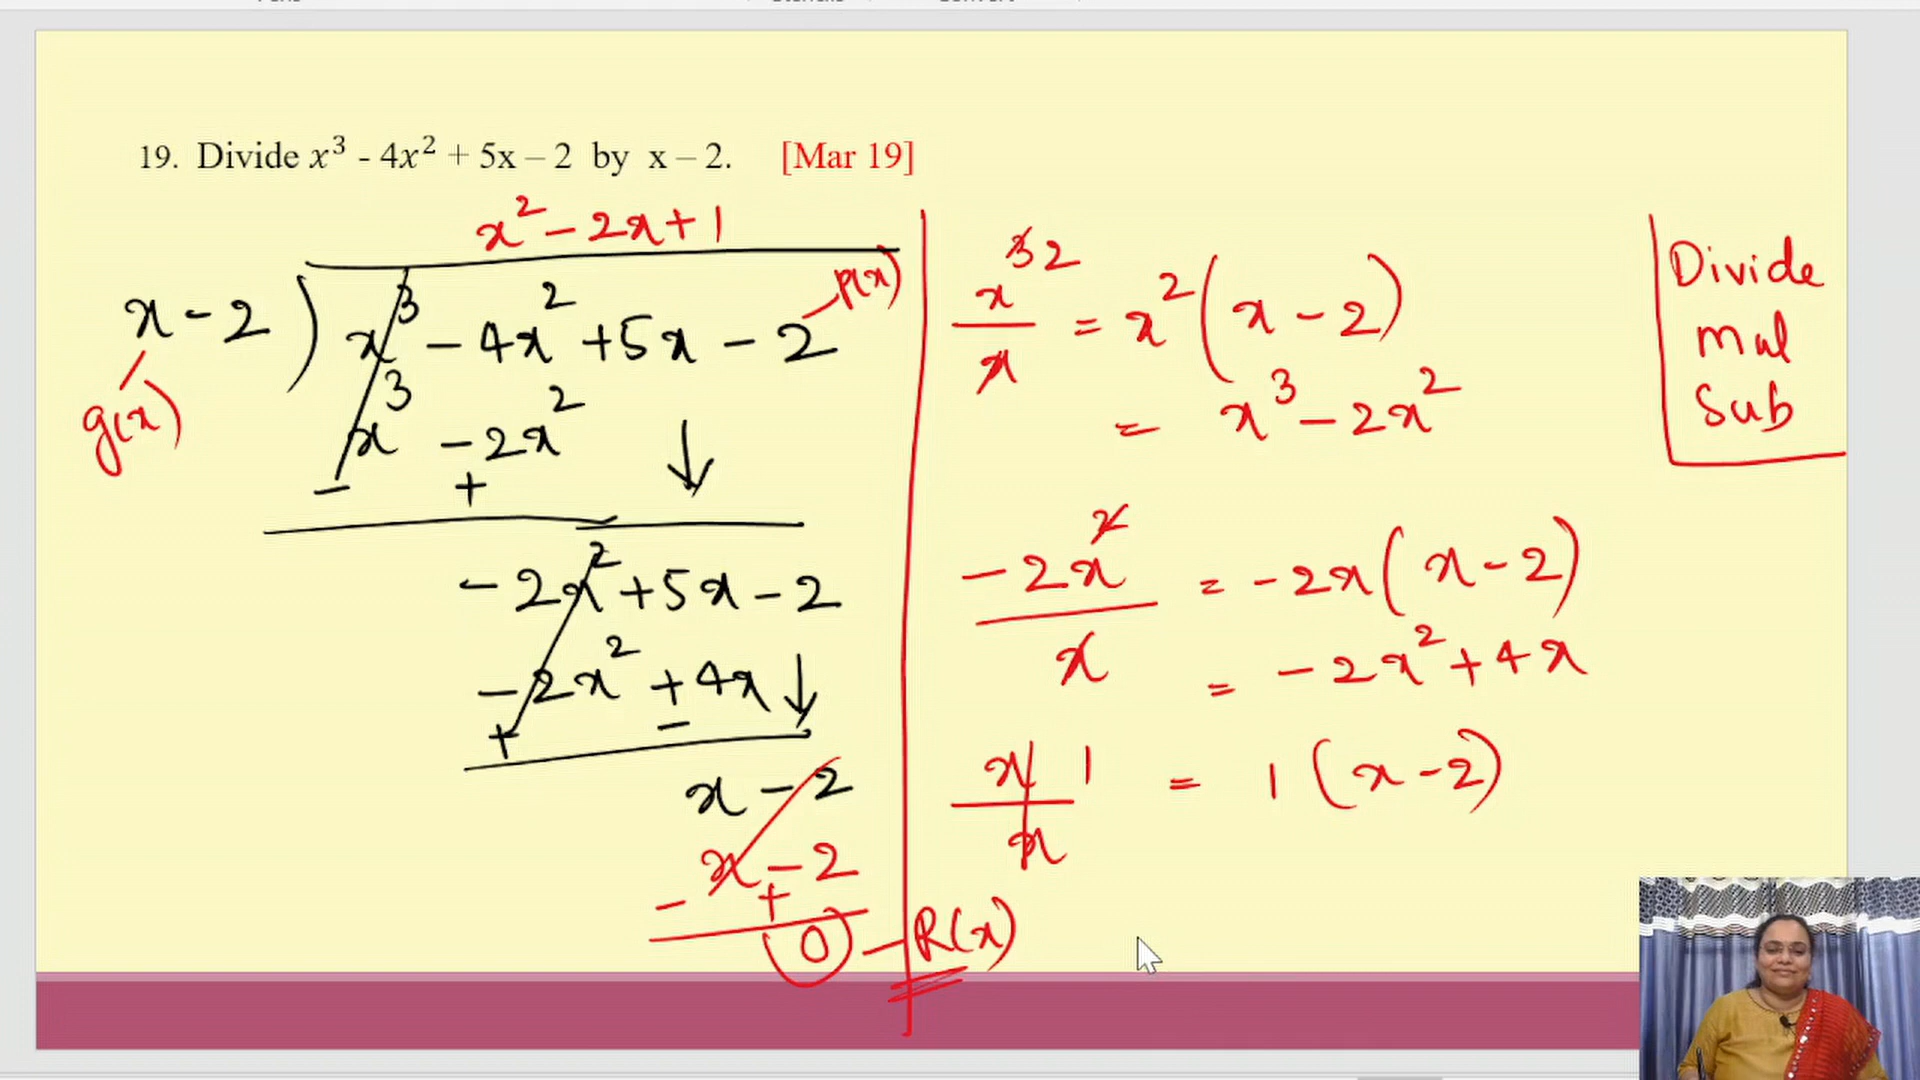 19. Divide x³ - 4x² + 5x – 2 by x – 2. [Mar 19]
x² - 2x + 1
x - 2 ) x³ - 4x² + 5x - 2 p(x)
g(x)
x³ - 2x² ↓
- +
- 2x² + 5x - 2
- 2x² + 4x ↓
+ -
x - 2
x - 2
- +
0 - R(x)
x³ 2 / x = x² ( x - 2 )
= x³ - 2x²
- 2x² / x = - 2x ( x - 2 )
= - 2x² + 4x
x / x 1 = 1 ( x - 2 )
Divide
mul
Sub